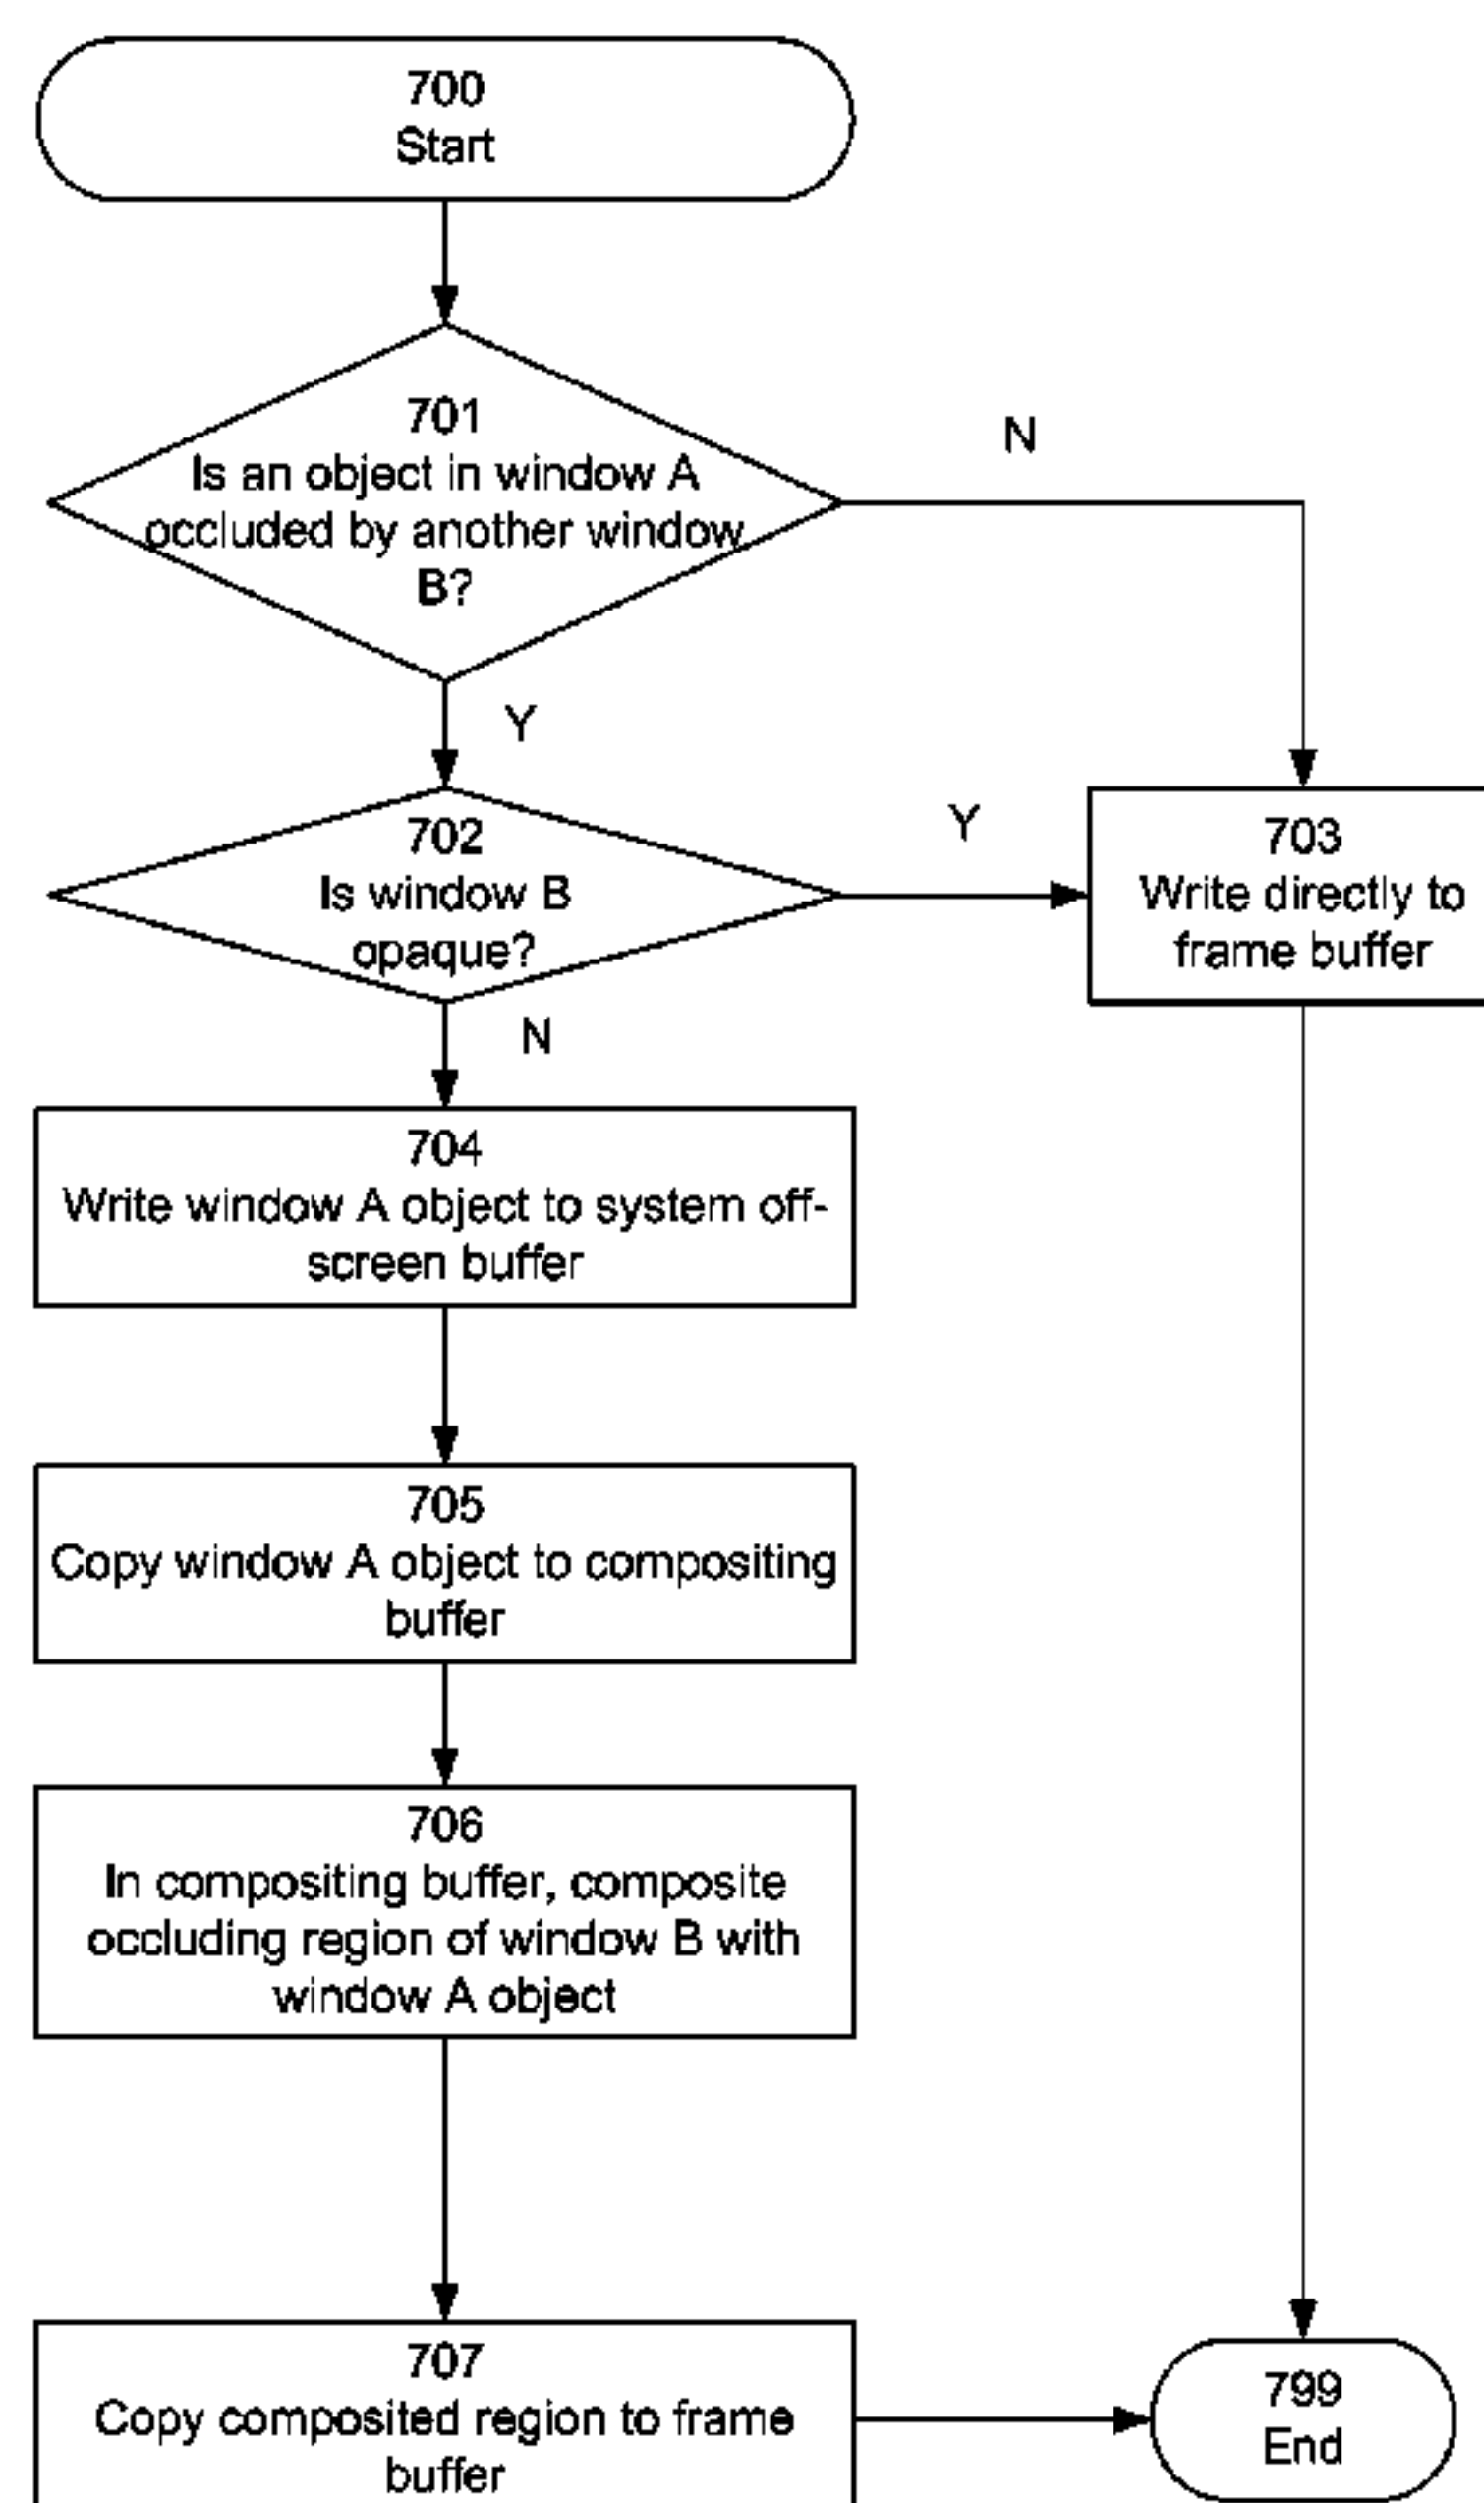 700
Start
701
Is an object in window A
occluded by another window
B?
N
Y
702
Is window B
opaque?
Y
703
Write directly to
frame buffer
N
704
Write window A object to system off-
screen buffer
705
Copy window A object to compositing
buffer
706
In compositing buffer, composite
occluding region of window B with
window A object
707
Copy composited region to frame
buffer
799
End